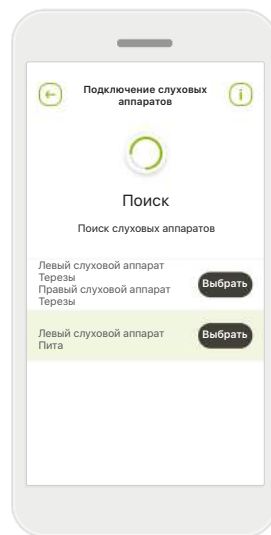 Подключение слуховых
аппаратов
i
Поиск
Поиск слуховых аппаратов
Левый слуховой аппарат
Терезы
Правый слуховой аппарат
Терезы
Выбрать
Левый слуховой аппарат
Пита
Выбрать